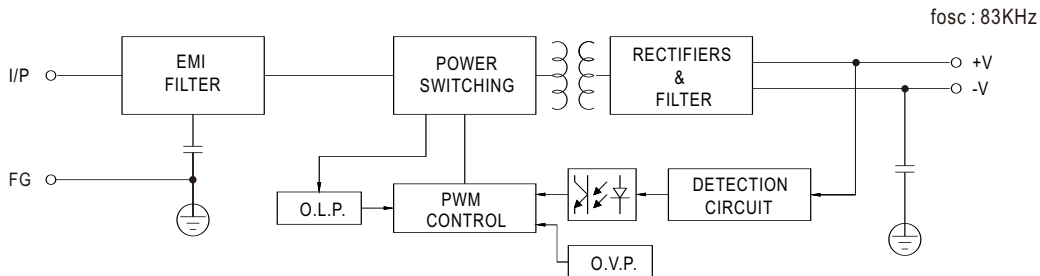 fosc : 83KHz
I/P
EMI
FILTER
POWER
SWITCHING
RECTIFIERS
&
FILTER
+V
-V
FG
O.L.P.
PWM
CONTROL
DETECTION
CIRCUIT
O.V.P.